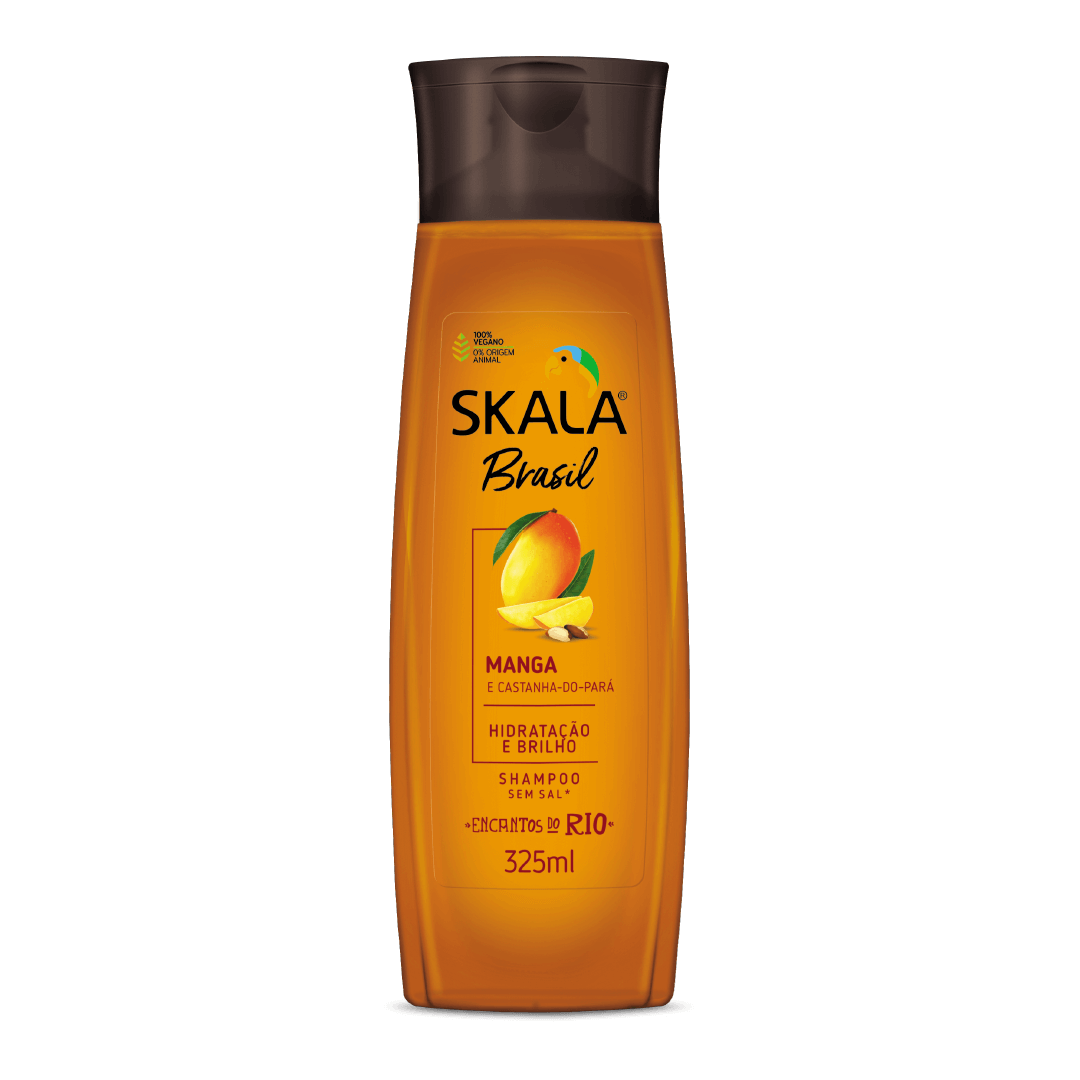 100%
VEGANO
0% ORIGEM
ANIMAL
SKALA®
Brasil
MANGA
E CASTANHA-DO-PARÁ
HIDRATAÇÃO
E BRILHO
SHAMPOO
SEM SAL*
ENCANTOS DO RIO
325ml